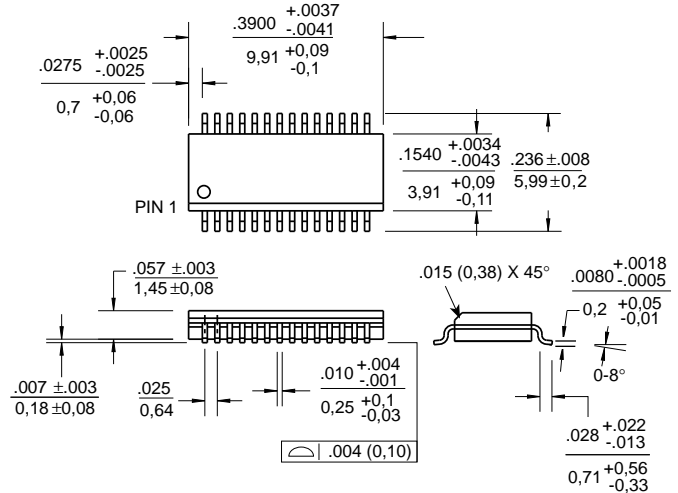 .3900 +.0037 -.0041
9,91 +0,09 -0,1
.0275 +.0025 -.0025
0,7 +0,06 -0,06
.1540 +.0034 -.0043
3,91 +0,09 -0,11
.236 ±.008
5,99 ±0,2
PIN 1
.057 ±.003
1,45 ±0,08
.015 (0,38) X 45°
.0080 +.0018 -.0005
0,2 +0,05 -0,01
0-8°
.007 ±.003
0,18 ±0,08
.025
0,64
.010 +.004 -.001
0,25 +0,1 -0,03
.004 (0,10)
.028 +.022 -.013
0,71 +0,56 -0,33